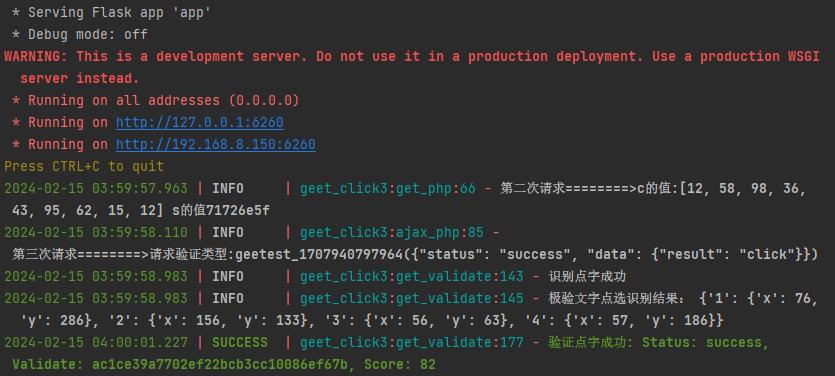 * Serving Flask app 'app'
* Debug mode: off
WARNING: This is a development server. Do not use it in a production deployment. Use a production WSGI
server instead.
* Running on all addresses (0.0.0.0)
* Running on http://127.0.0.1:6260
* Running on http://192.168.8.150:6260
Press CTRL+C to quit
2024-02-15 03:59:57.963 | INFO     | geet_click3:get_php:66 - 第二次请求========>c的值:[12, 58, 98, 36,
43, 95, 62, 15, 12] s的值71726e5f
2024-02-15 03:59:58.110 | INFO     | geet_click3:ajax_php:85 -
第三次请求========>请求验证类型:geetest_1707940797964({"status": "success", "data": {"result": "click"}})
2024-02-15 03:59:58.983 | INFO     | geet_click3:get_validate:143 - 识别点字成功
2024-02-15 03:59:58.983 | INFO     | geet_click3:get_validate:145 - 极验文字点选识别结果： {'1': {'x': 76,
'y': 286}, '2': {'x': 156, 'y': 133}, '3': {'x': 56, 'y': 63}, '4': {'x': 57, 'y': 186}}
2024-02-15 04:00:01.227 | SUCCESS  | geet_click3:get_validate:177 - 验证点字成功: Status: success,
Validate: ac1ce39a7702ef22bcb3cc10086ef67b, Score: 82